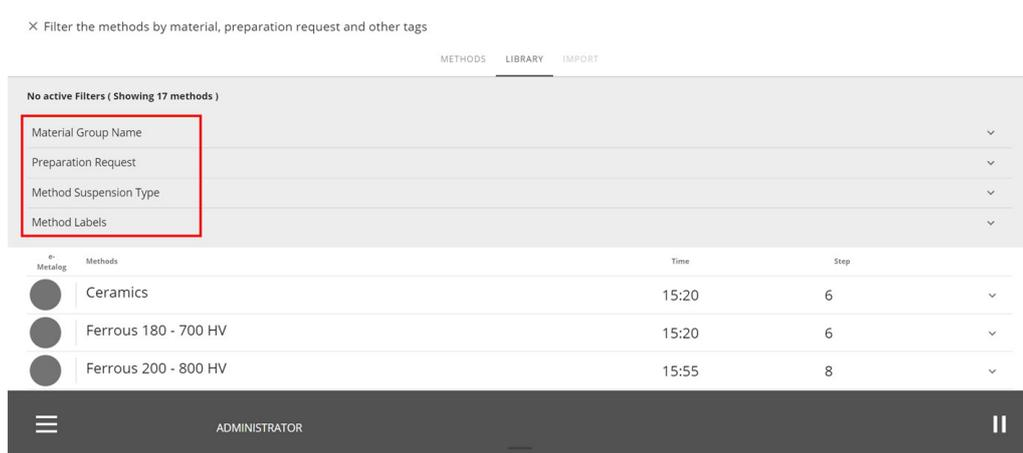 × Filter the methods by material, preparation request and other tags
METHODS LIBRARY IMPORT
No active Filters ( Showing 17 methods )
Material Group Name
Preparation Request
Method Suspension Type
Method Labels
e-
Metalog Methods Time Step
Ceramics 15:20 6
Ferrous 180 - 700 HV 15:20 6
Ferrous 200 - 800 HV 15:55 8
ADMINISTRATOR